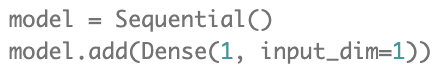 model = Sequential()
model.add(Dense(1, input_dim=1))